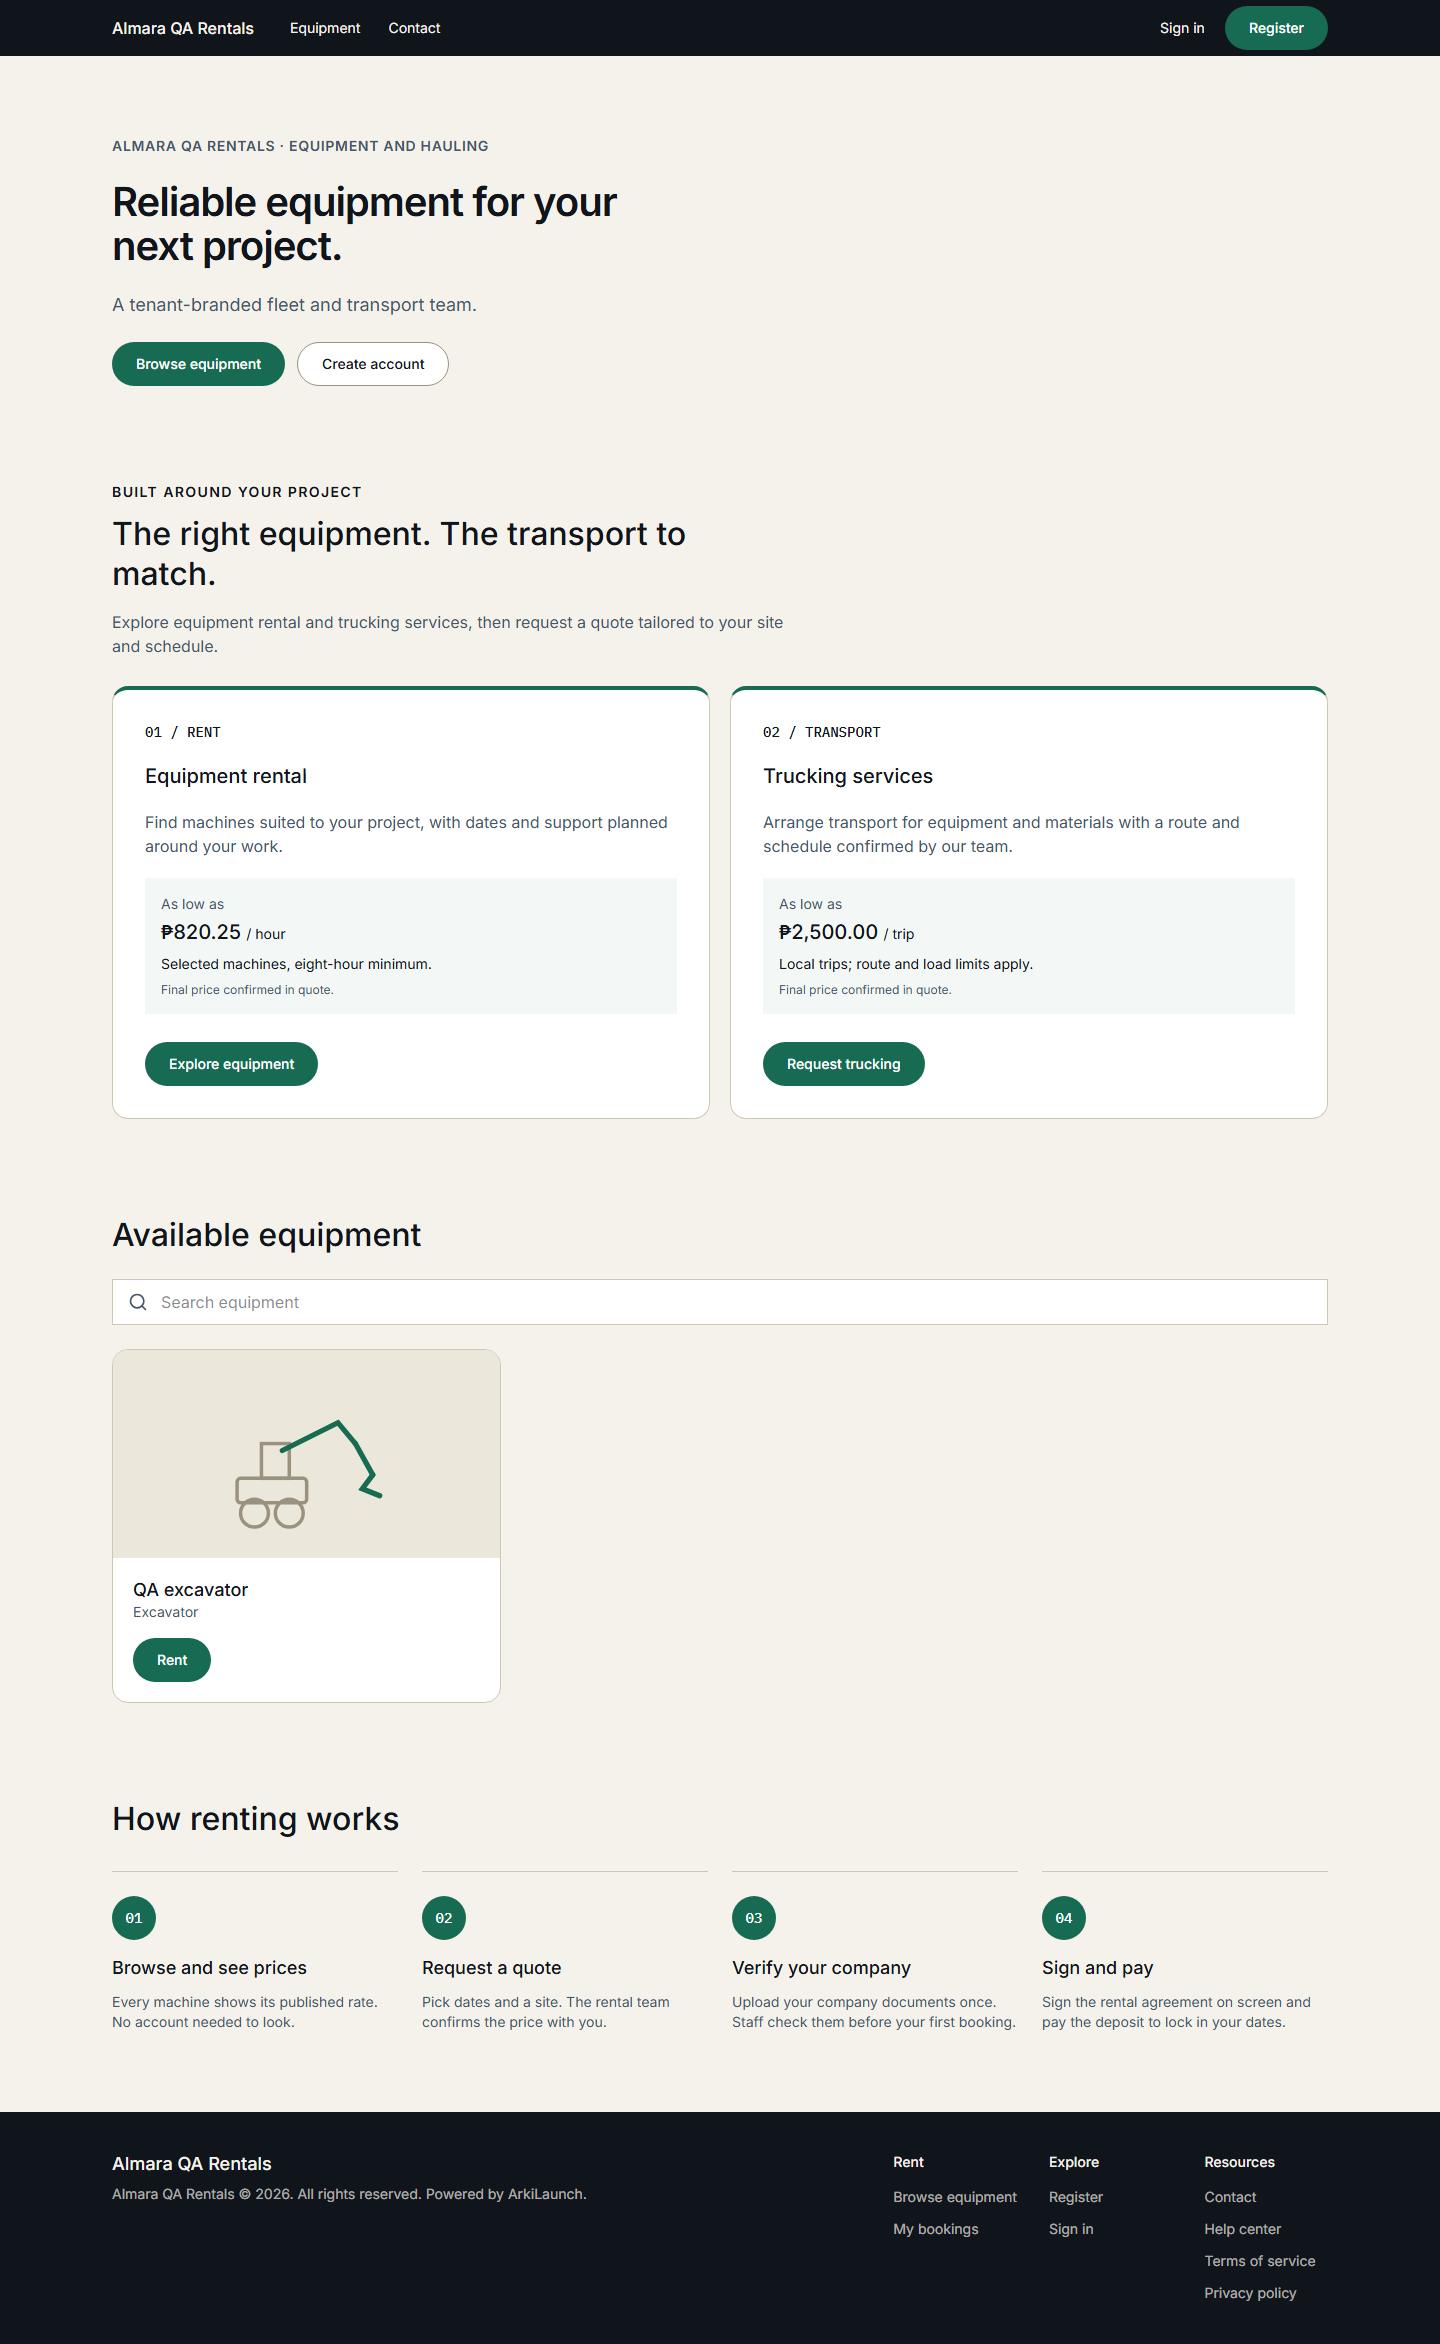 Almara QA Rentals
Equipment
Contact
Sign in
Register
ALMARA QA RENTALS · EQUIPMENT AND HAULING
Reliable equipment for your
next project.
A tenant-branded fleet and transport team.
Browse equipment
Create account
BUILT AROUND YOUR PROJECT
The right equipment. The transport to
match.
Explore equipment rental and trucking services, then request a quote tailored to your site
and schedule.
01 / RENT
Equipment rental
Find machines suited to your project, with dates and support planned
around your work.
As low as
₱820.25 / hour
Selected machines, eight-hour minimum.
Final price confirmed in quote.
Explore equipment
02 / TRANSPORT
Trucking services
Arrange transport for equipment and materials with a route and
schedule confirmed by our team.
As low as
₱2,500.00 / trip
Local trips; route and load limits apply.
Final price confirmed in quote.
Request trucking
Available equipment
Search equipment
QA excavator
Excavator
Rent
How renting works
01
Browse and see prices
Every machine shows its published rate.
No account needed to look.
02
Request a quote
Pick dates and a site. The rental team
confirms the price with you.
03
Verify your company
Upload your company documents once.
Staff check them before your first booking.
04
Sign and pay
Sign the rental agreement on screen and
pay the deposit to lock in your dates.
Almara QA Rentals
Almara QA Rentals © 2026. All rights reserved. Powered by ArkiLaunch.
Rent
Browse equipment
My bookings
Explore
Register
Sign in
Resources
Contact
Help center
Terms of service
Privacy policy